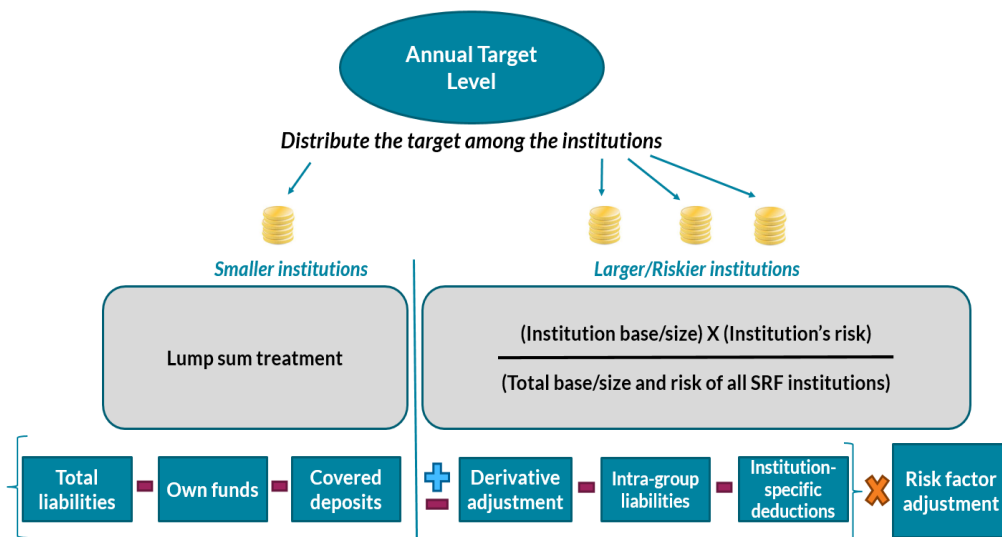 Annual Target
Level
Distribute the target among the institutions
Smaller institutions
Larger/Riskier institutions
Lump sum treatment
(Institution base/size) X (Institution's risk)
(Total base/size and risk of all SRF institutions)
Total
liabilities
Own funds
Covered
deposits
Derivative
adjustment
Intra-group
liabilities
Institution-
specific
deductions
Risk factor
adjustment